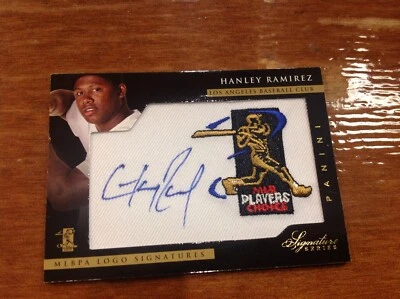 HANLEY RAMIREZ
LOS ANGELES BASEBALL CLUB
MLB
PLAYERS
CHOICE
PANINI
MLBPA LOGO SIGNATURES
Signature
SERIES